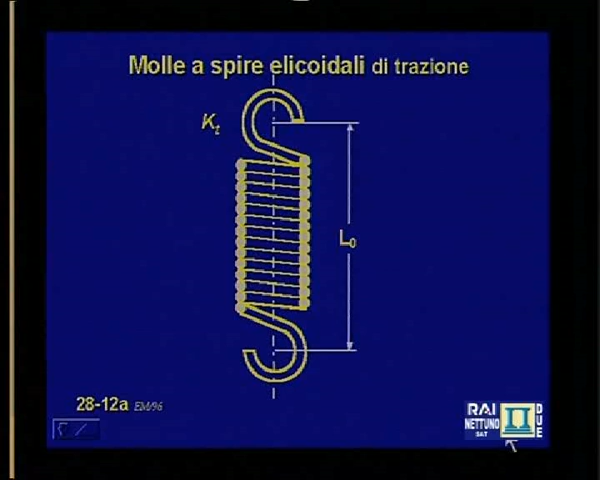 Molle a spire elicoidali di trazione
Kt
L0
28-12a EM/96
RAI
NETTUNO
SAT
DUE